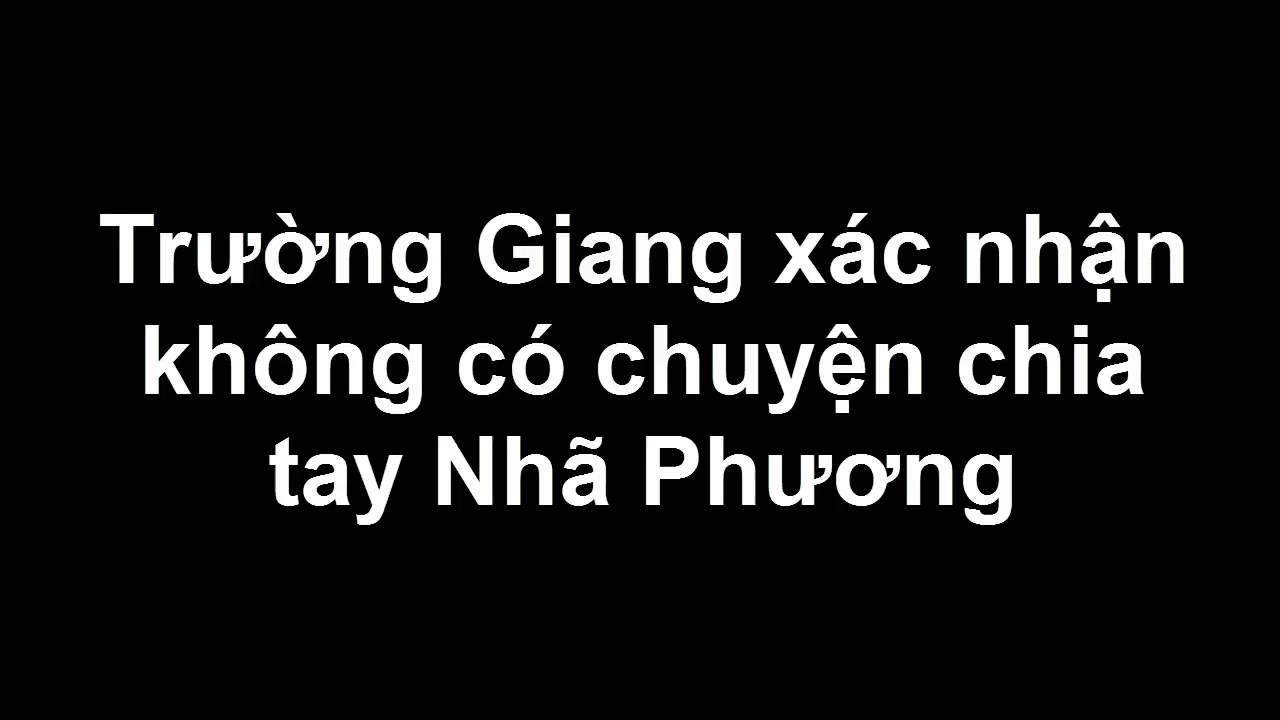 Trường Giang xác nhận
không có chuyện chia
tay Nhã Phương